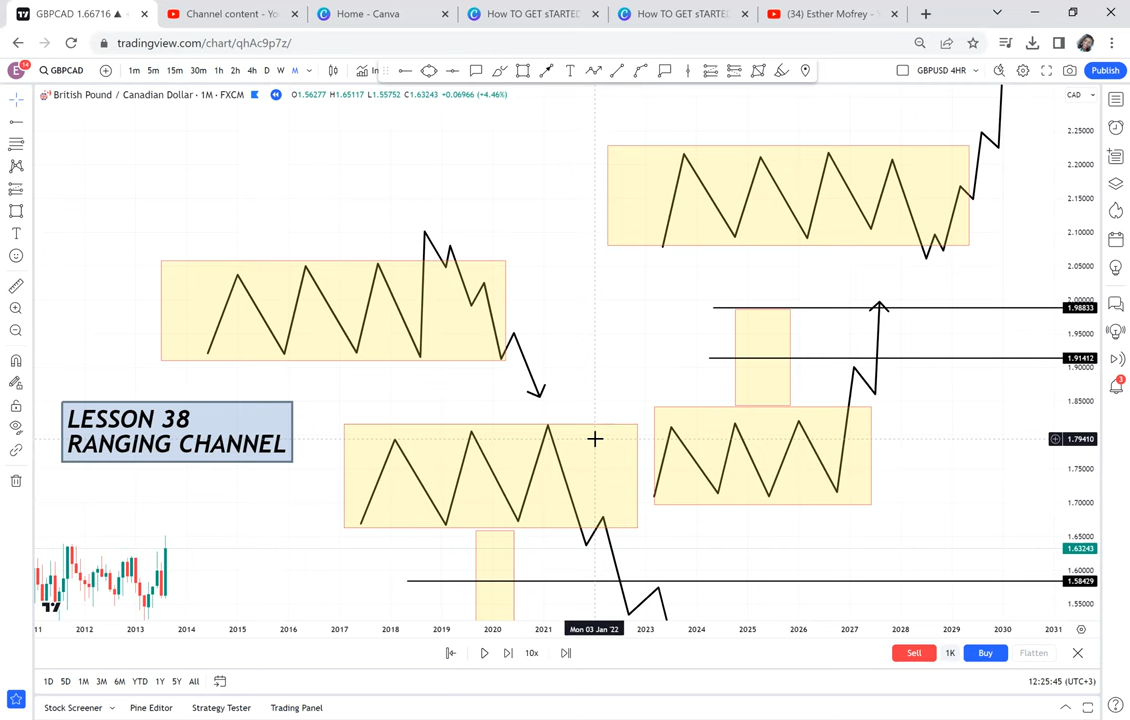 GBPCAD 1.66716 ▲
Channel content - Yo
Home - Canva
How TO GET sTARTED
How TO GET sTARTED
(34) Esther Mofrey - Y
tradingview.com/chart/qhAc9p7z/
E 14 GBPCAD 1m 5m 15m 30m 1h 2h 4h D W M In T GBPUSD 4HR Publish
British Pound / Canadian Dollar · 1M · FXCM O1.56277 H1.65117 L1.55752 C1.63243 +0.06966 (+4.46%) CAD
2.25000
2.20000
2.15000
2.10000
2.05000
2.00000
1.98833
1.95000
1.91412
1.90000
1.85000
LESSON 38
RANGING CHANNEL
1.79410
1.75000
1.70000
1.65000
1.63243
1.60000
1.58429
1.55000
3
11 2012 2013 2014 2015 2016 2017 2018 2019 2020 2021 Mon 03 Jan '22 2023 2024 2025 2026 2027 2028 2029 2030 2031
10x Sell 1K Buy Flatten
1D 5D 1M 3M 6M YTD 1Y 5Y All 12:25:45 (UTC+3)
Stock Screener Pine Editor Strategy Tester Trading Panel